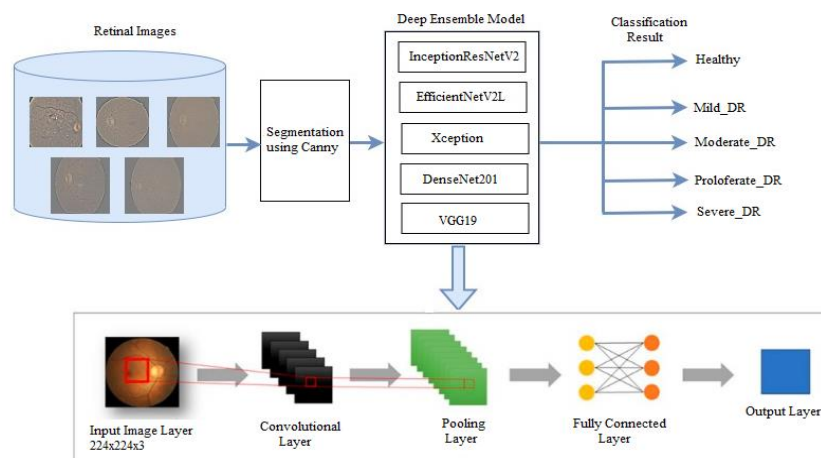 Retinal Images
Deep Ensemble Model
Classification
Result
Segmentation
using Canny
InceptionResNetV2
EfficientNetV2L
Xception
DenseNet201
VGG19
Healthy
Mild_DR
Moderate_DR
Proloferate_DR
Severe_DR
Input Image Layer
224x224x3
Convolutional
Layer
Pooling
Layer
Fully Connected
Layer
Output Layer